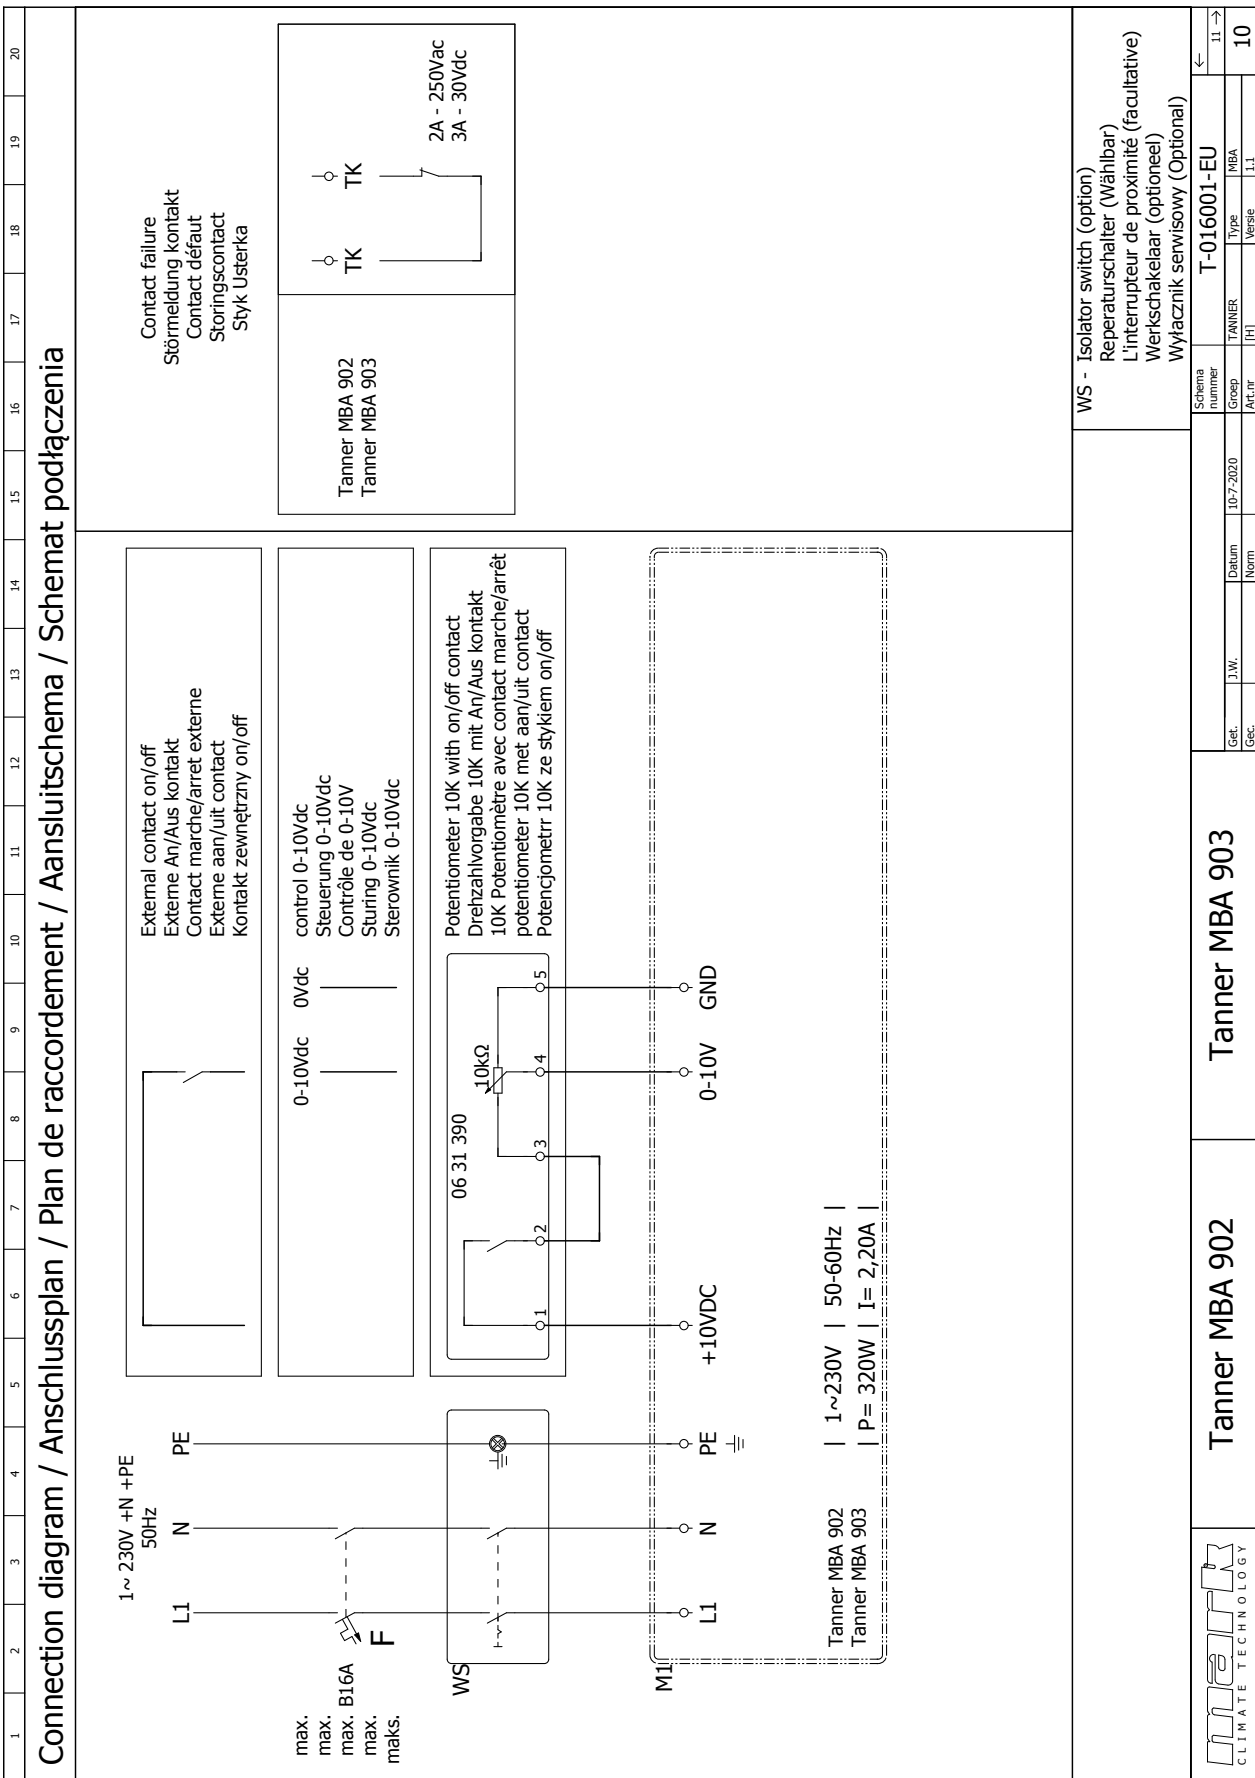 1 2 3 4 5 6 7 8 9 10 11 12 13 14 15 16 17 18 19 20
Connection diagram / Anschlussplan / Plan de raccordement / Aansluitschema / Schemat podłączenia
1~ 230V +N +PE
50Hz
L1 N PE
max.
max.
max. B16A
max.
maks.
F
WS
M1
L1 N PE +10VDC 0-10V GND
Tanner MBA 902 | 1~230V | 50-60Hz |
Tanner MBA 903 | P= 320W | I= 2,20A |
External contact on/off
Externe An/Aus kontakt
Contact marche/arret externe
Externe aan/uit contact
Kontakt zewnętrzny on/off
0-10Vdc 0Vdc
control 0-10Vdc
Steuerung 0-10Vdc
Contrôle de 0-10V
Sturing 0-10Vdc
Sterownik 0-10Vdc
06 31 390
10kΩ
1 2 3 4 5
Potentiometer 10K with on/off contact
Drehzahlvorgabe 10K mit An/Aus kontakt
10K Potentiomètre avec contact marche/arrêt
potentiometer 10K met aan/uit contact
Potencjometrr 10K ze stykiem on/off
Contact failure
Störmeldung kontakt
Contact défaut
Storingscontact
Styk Usterka
Tanner MBA 902
Tanner MBA 903
TK TK
2A - 250Vac
3A - 30Vdc
WS - Isolator switch (option)
Reperaturschalter (Wählbar)
L'interrupteur de proximité (facultative)
Werkschakelaar (optioneel)
Wyłacznik serwisowy (Optional)
mark
CLIMATE TECHNOLOGY
Tanner MBA 902
Tanner MBA 903
Get. J.W. Datum 10-7-2020
Gec. Norm
Schema
nummer
T-016001-EU
Groep TANNER Type MBA
Art.nr [H] Versie 1.1
← 11 →
10